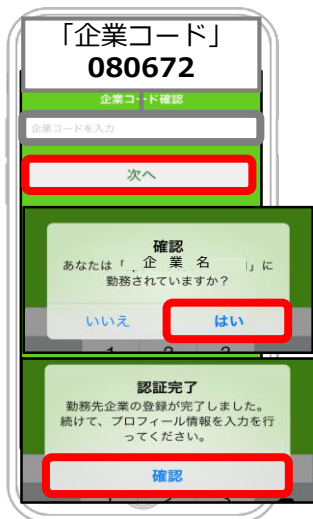 「企業コード」
080672
企業コード確認
企業コードを入力
次へ
確認
あなたは「 企 業 名 」に
勤務されていますか？
いいえ はい
1 2 3
認証完了
勤務先企業の登録が完了しました。
続けて、プロフィール情報を入力を行
ってください。
確認